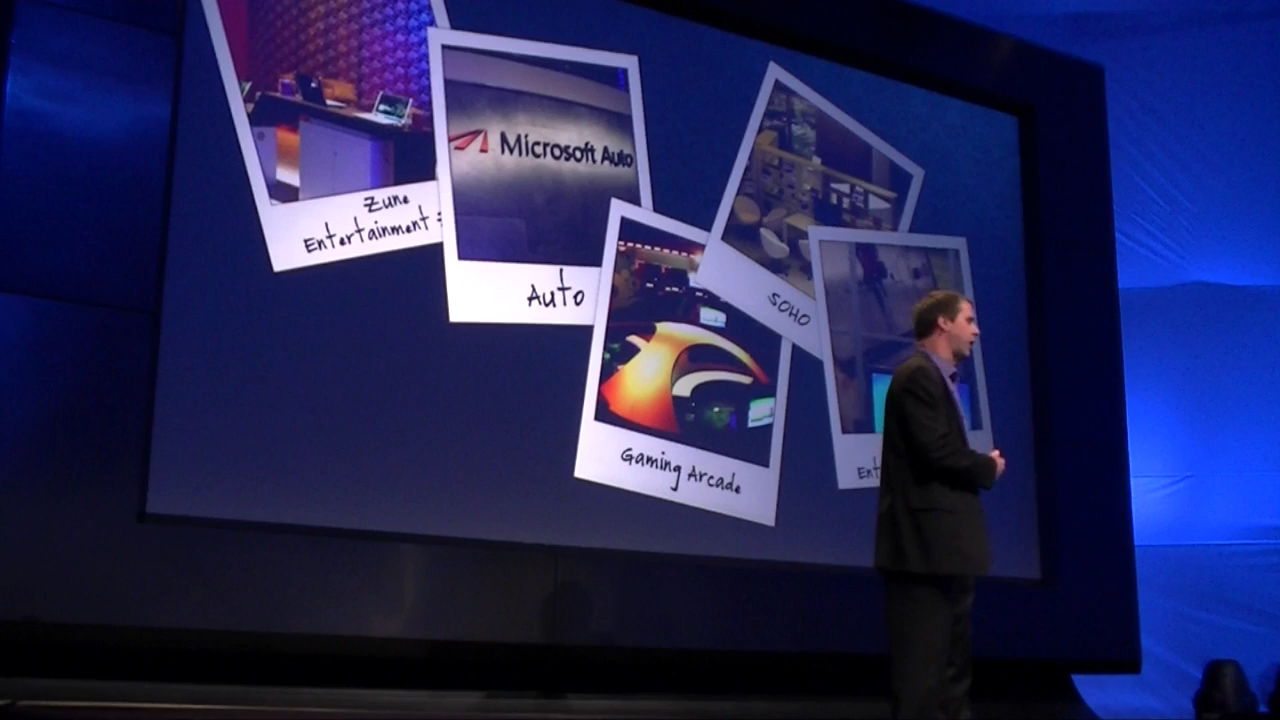 Zune
Entertainment
Microsoft Auto
Auto
SOHO
Gaming Arcade